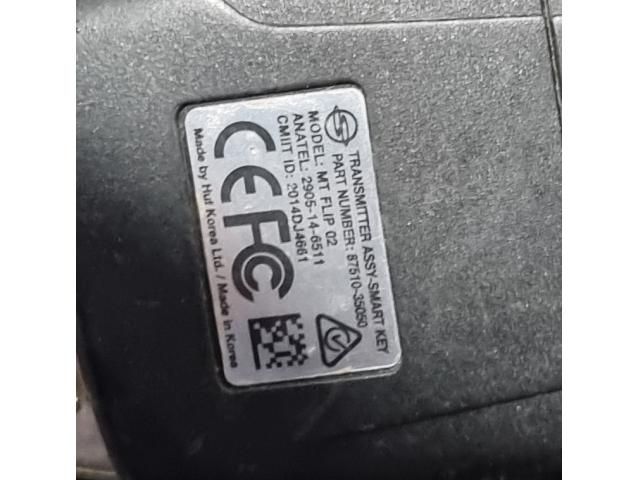 TRANSMITTER ASSY-SMART KEY
PART NUMBER: 87510-35050
MODEL: MT FLIP 02
ANATEL: 2905-14-6511
CMIIT ID: 2014DJ4661
CE FC
Made by Huf Korea Ltd. / Made in Korea